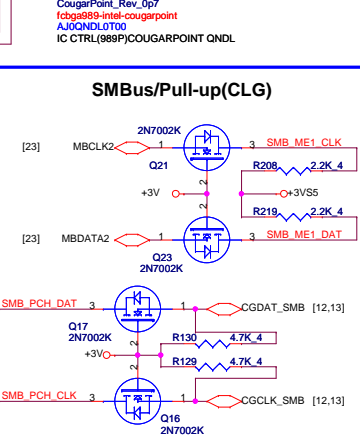 CougarPoint_Rev_0p7
fcbga989-intel-cougarpoint
AJ0QNDL0T00
IC CTRL(989P)COUGARPOINT QNDL
SMBus/Pull-up(CLG)
2N7002K
[23] MBCLK2 1 3 SMB_ME1_CLK
Q21
R208 2.2K_4
2
+3V +3VS5
2
R219 2.2K_4
[23] MBDATA2 1 3 SMB_ME1_DAT
Q23
2N7002K
SMB_PCH_DAT 3 1 CGDAT_SMB [12,13]
Q17
2N7002K
R130 4.7K_4
2
+3V
R129 4.7K_4
2
SMB_PCH_CLK 3 1 CGCLK_SMB [12,13]
Q16
2N7002K